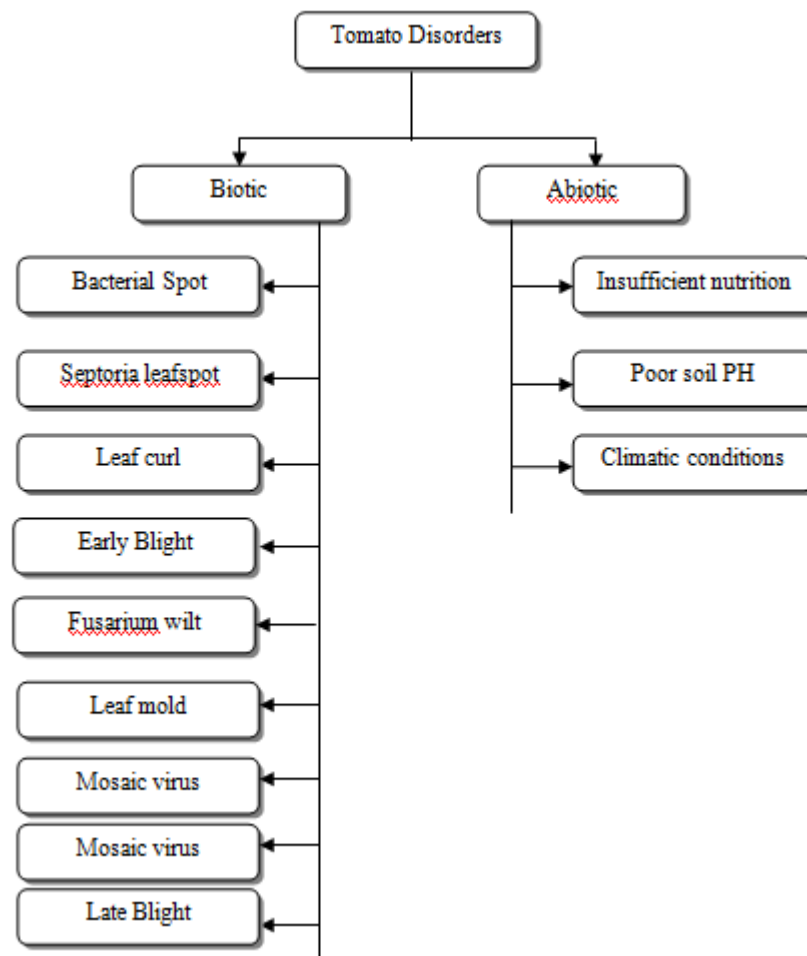 Tomato Disorders
Biotic
Abiotic
Bacterial Spot
Septoria leafspot
Leaf curl
Early Blight
Fusarium wilt
Leaf mold
Mosaic virus
Mosaic virus
Late Blight
Insufficient nutrition
Poor soil PH
Climatic conditions